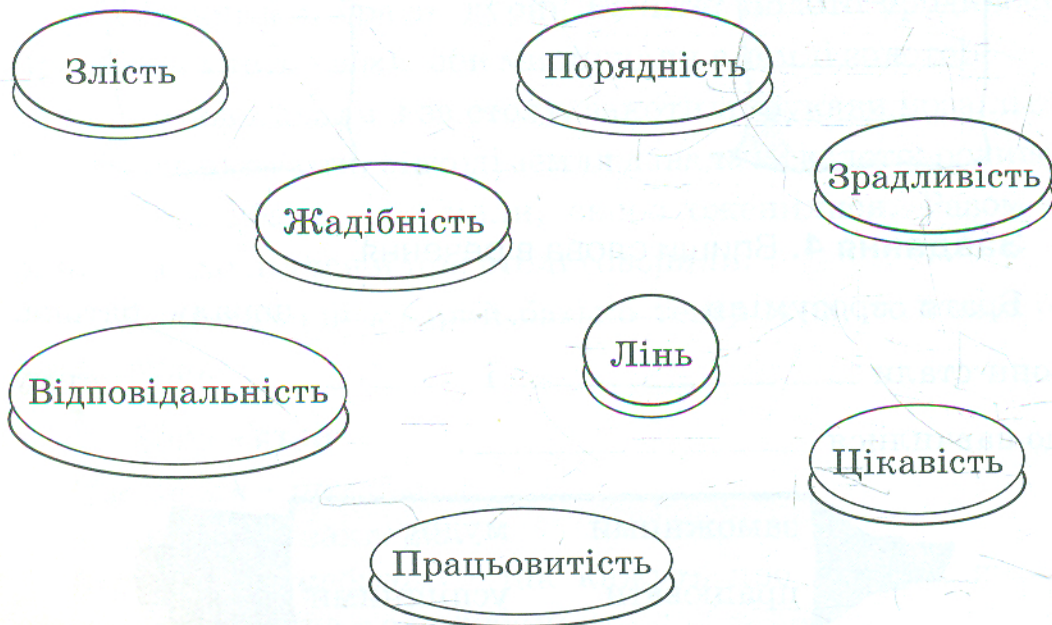 Злість
Порядність
Зрадливість
Жадібність
Лінь
Відповідальність
Цікавість
Працьовитість